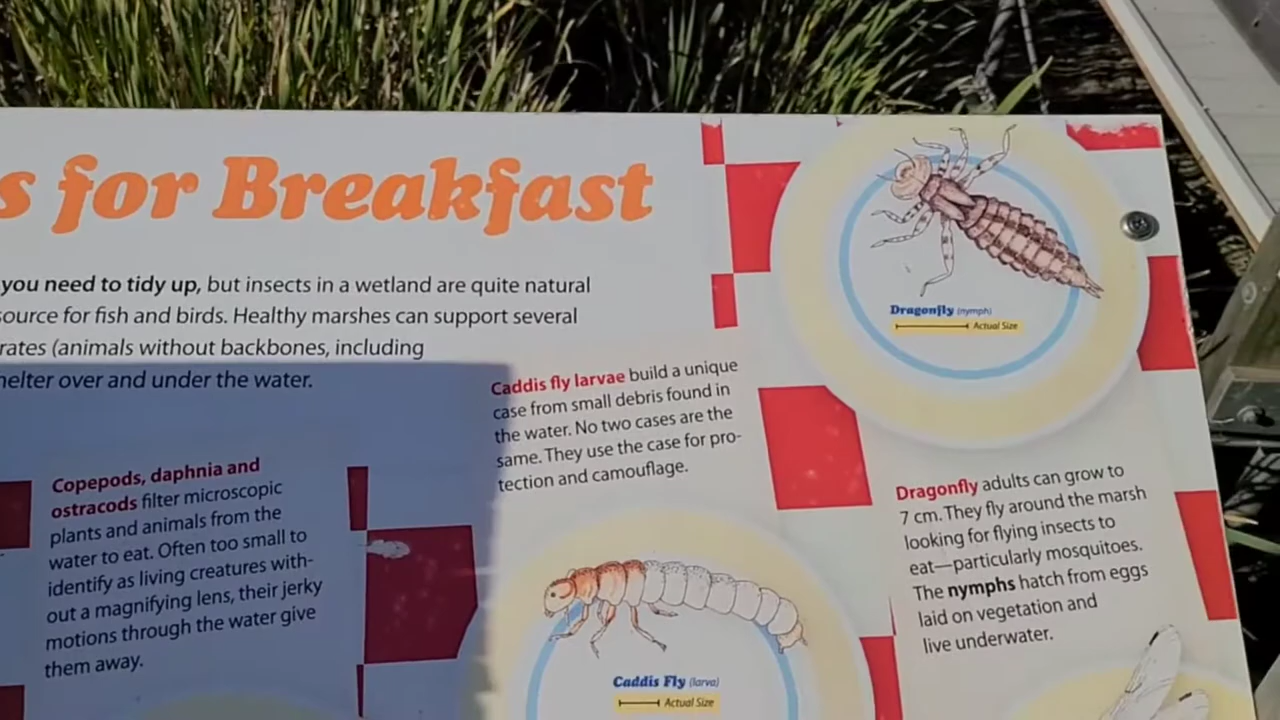 s for Breakfast
you need to tidy up, but insects in a wetland are quite natural
source for fish and birds. Healthy marshes can support several
rates (animals without backbones, including
helter over and under the water.
Copepods, daphnia and
ostracods filter microscopic
plants and animals from the
water to eat. Often too small to
identify as living creatures with-
out a magnifying lens, their jerky
motions through the water give
them away.
Caddis fly larvae build a unique
case from small debris found in
the water. No two cases are the
same. They use the case for pro-
tection and camouflage.
Caddis Fly (larva)
Actual Size
Dragonfly (nymph)
Actual Size
Dragonfly adults can grow to
7 cm. They fly around the marsh
looking for flying insects to
eat—particularly mosquitoes.
The nymphs hatch from eggs
laid on vegetation and
live underwater.